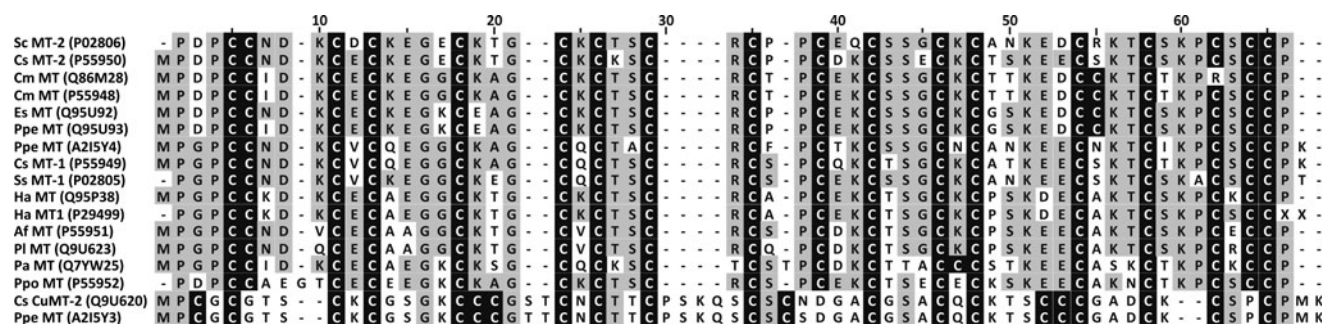 10 20 30 40 50 60
Sc MT-2 (P02806) - P D P C C N D - K C D C K E G E C K T G - - C K C T S C - - - - R C P - P C E Q C S S G C K C A N K E D C R K T C S K P C S C C P - -
Cs MT-2 (P55950) M P D P C C N D - K C E C K E G E C K T G - - C K C K S C - - - - R C P - P C D K C S S E C K C T S K E E C S K T C S K P C S C C P - -
Cm MT (Q86M28) M P D P C C I D - K C E C K E G G C K A G - - C K C T S C - - - - R C T - P C E K C S S G C K C T T K E D C C K T C T K P R S C C P - -
Cm MT (P55948) M P D P C C I D - K C E C K E G G C K A G - - C K C T S C - - - - R C T - P C E K C S S G C K C T T K E D C C K T C T K P C S C C P - -
Es MT (Q95U92) M P D P C C N D - K C E C K E G K C E A G - - C K C T S C - - - - R C P - P C E K C S S G C K C G S K E D C C K T C S K P C S C C P - -
Ppe MT (Q95U93) M P D P C C I D - K C E C K E G K C E A G - - C K C T S C - - - - R C P - P C E K C S S G C K C G S K E D C C K T C S K P C S C C P - -
Ppe MT (A2I5Y4) M P G P C C N D - K C V C Q E G G C K A G - - C Q C T A C - - - - R C F - P C T K C S S G C N C A N K E E C N K T C I K P C S C C P K -
Cs MT-1 (P55949) M P G P C C N D - K C E C K E G G C K A G - - C Q C T S C - - - - R C S - P C Q K C T S G C K C A T K E E C S K T C T K P C S C C P K -
Ss MT-1 (P02805) - P G P C C N D - K C V C K E G G C K E G - - C Q C T S C - - - - R C S - P C E K C S S G C K C A N K E E C S K T C S K A C S C C P T -
Ha MT (Q95P38) M P G P C C N D - K C E C A E G G C K T G - - C K C T S C - - - - R C A - P C E K C T S G C K C P S K D E C A K T C S K P C K C C P - -
Ha MT1 (P29499) - P G P C C K D - K C E C A E G G C K T G - - C K C T S C - - - - R C A - P C E K C T S G C K C P S K D E C A K T C S K P C S C C X X -
Af MT (P55951) M P G P C C N D - V C E C A A G G C K T G - - C V C T S C - - - - R C S - P C D K C T S G C K C P S K E E C A K T C S K P C E C C P - -
Pl MT (Q9U623) M P G P C C N D - Q C E C A A G G C K T G - - C V C T S C - - - - R C Q - P C D K C T S G C K C P S K E E C A K T C S K P C R C C P - -
Pa MT (Q7YW25) M P G P C C I D - K C E C A E G K C K S G - - C Q C K S C - - - - T C S T P C D K C T T A C C C S T K E E C A S K C T K P C K C C P - -
Ppo MT (P55952) - P D P C C A E G T C E C E E G K C K A G - - C K C T S C - - - - R C S - P C E K C T S E C E C K S K E E C A K N C T K P C S C C P - -
Cs CuMT-2 (Q9U620) M P C G C G T S - - C K C G S G K C C C G S T C N C T T C P S K Q S C S C N D G A C G S A C Q C K T S C C C G A D C K - - C S P C P M K
Ppe MT (A2I5Y3) M P C G C G T S - - C K C G S G K C C C G T T C N C T T C P S K Q S C S C S D G A C G S A C Q C K T S C C C G A D C K - - C S P C P M K